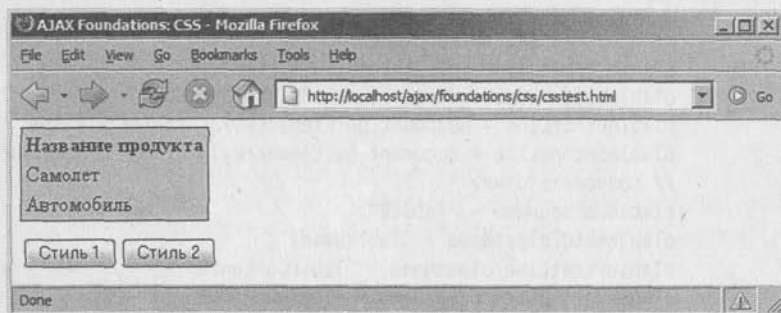 AJAX Foundations: CSS - Mozilla Firefox
File Edit View Go Bookmarks Tools Help
http://localhost/ajax/foundations/css/csstest.html Go
Название продукта
Самолет
Автомобиль
Стиль 1 Стиль 2
Done